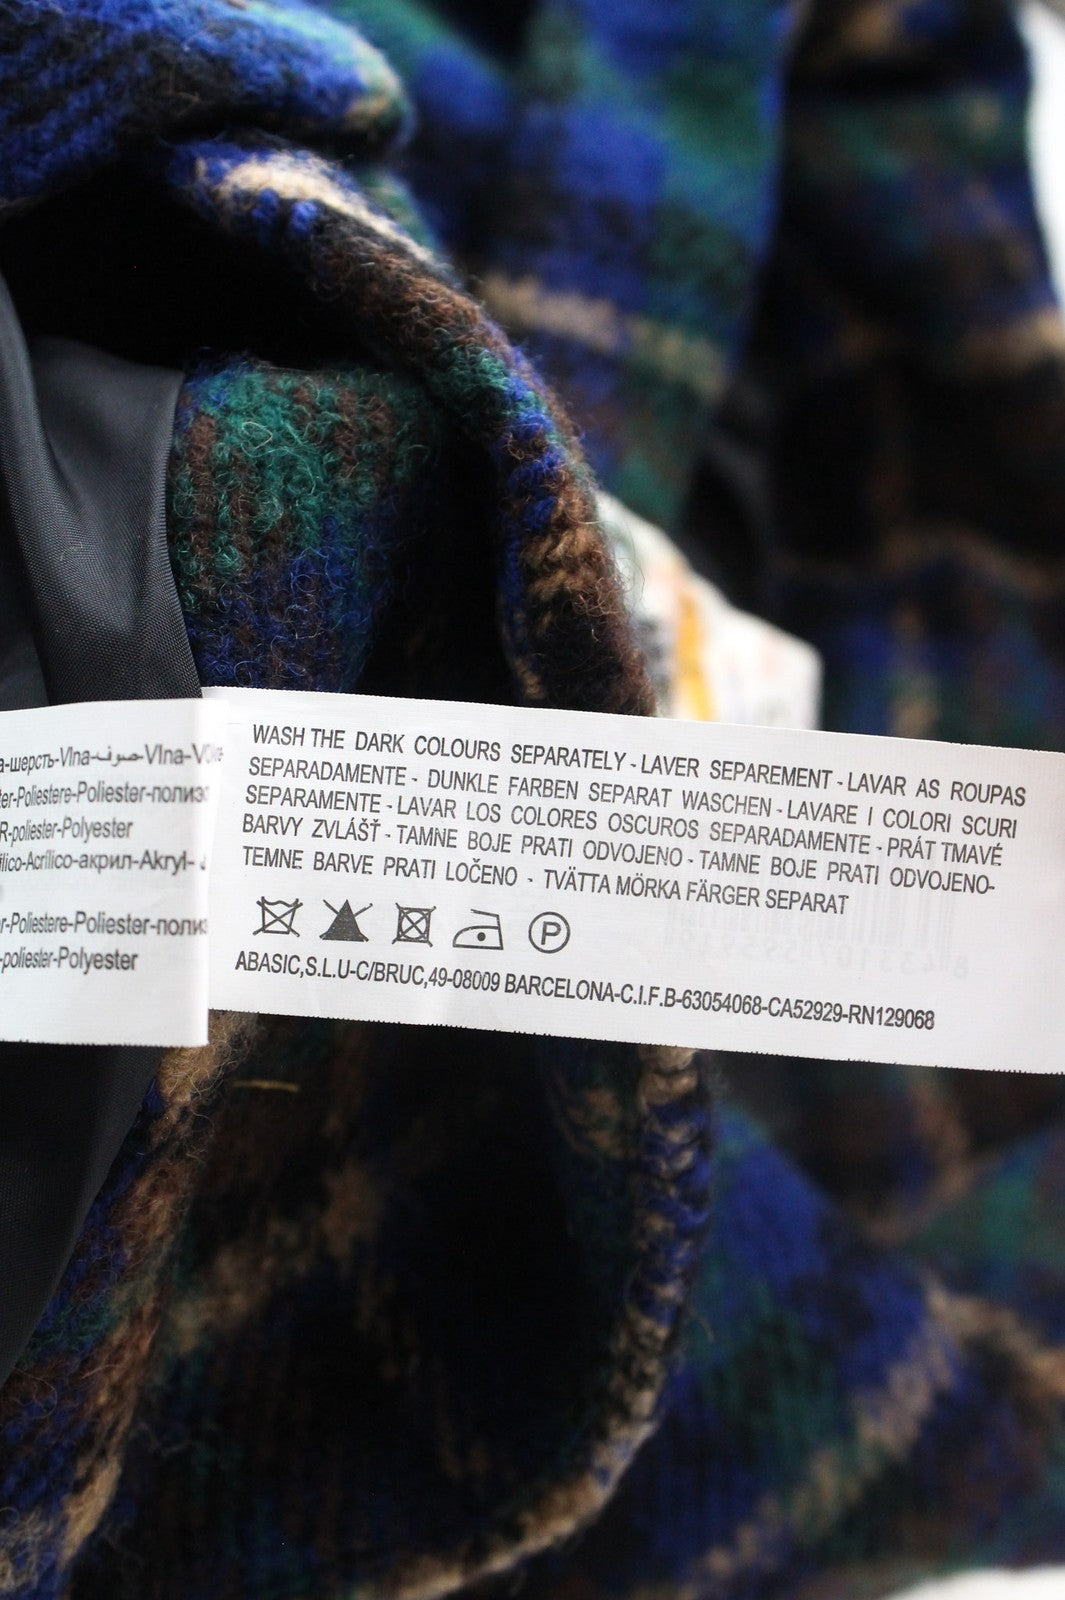 шерсть-Vlna-صوف-Vlna-
Poliestere-Poliester-
poliester-Polyester
Acrílico-акрил-Akryl-
Poliestere-Poliester-
poliester-Polyester
WASH THE DARK COLOURS SEPARATELY-LAVER SEPAREMENT-LAVAR AS ROUPAS
SEPARADAMENTE-DUNKLE FARBEN SEPARAT WASCHEN-LAVARE I COLORI SCURI
SEPARAMENTE-LAVAR LOS COLORES OSCUROS SEPARADAMENTE-PRÁT TMAVÉ
BARVY ZVLÁŠŤ-TAMNE BOJE PRATI ODVOJENO-TAMNE BOJE PRATI ODVOJENO-
TEMNE BARVE PRATI LOČENO - TVÄTTA MÖRKA FÄRGER SEPARAT
P
ABASIC,S.L.U-C/BRUC,49-08009 BARCELONA-C.I.F.B-63054068-CA52929-RN129068